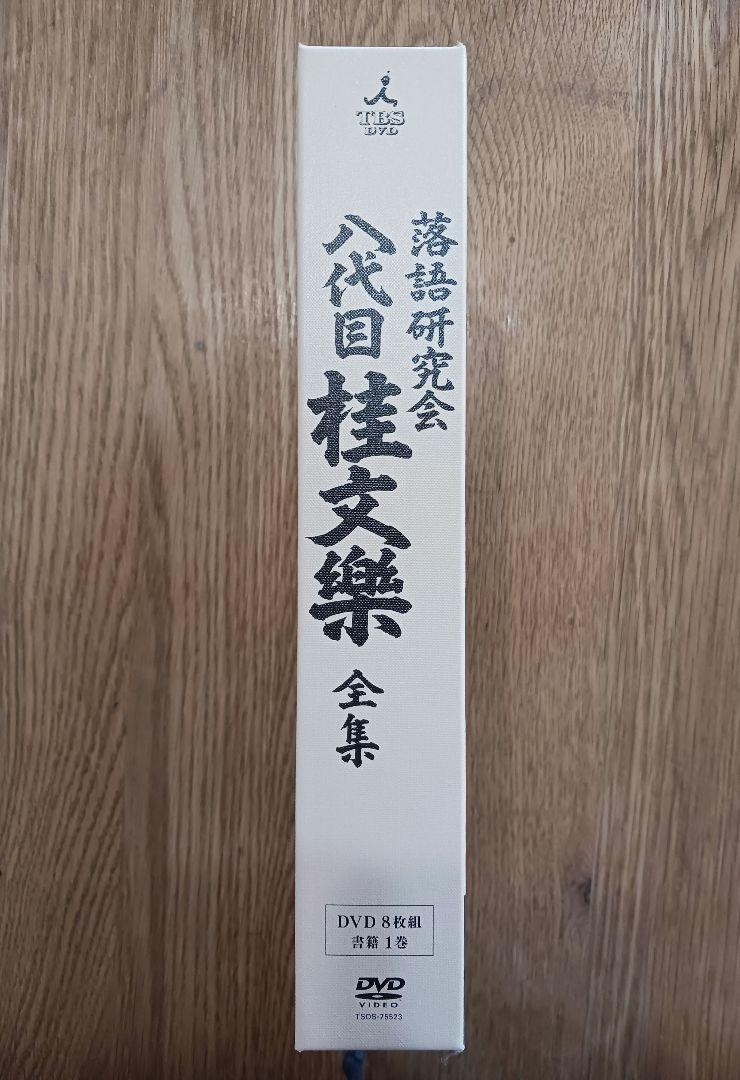 TBS
DVD
落語研究会
八代目 桂文樂 全集
DVD 8枚組
書籍 1巻
DVD
VIDEO
TSDS-75523